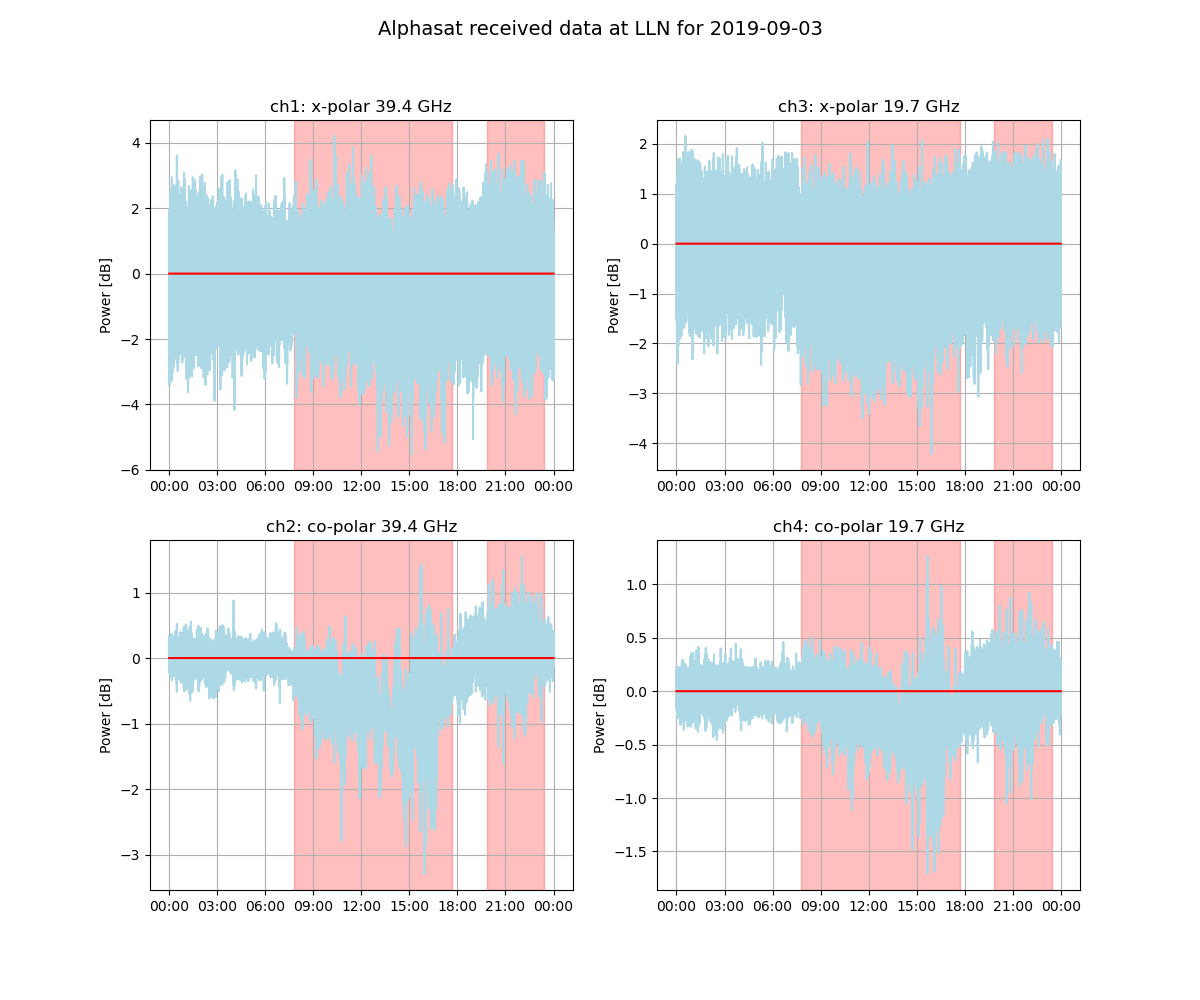 Alphasat received data at LLN for 2019-09-03
ch1: x-polar 39.4 GHz
Power [dB]
4
2
0
−2
−4
−6
00:00 03:00 06:00 09:00 12:00 15:00 18:00 21:00 00:00
ch3: x-polar 19.7 GHz
Power [dB]
2
1
0
−1
−2
−3
−4
00:00 03:00 06:00 09:00 12:00 15:00 18:00 21:00 00:00
ch2: co-polar 39.4 GHz
Power [dB]
1
0
−1
−2
−3
00:00 03:00 06:00 09:00 12:00 15:00 18:00 21:00 00:00
ch4: co-polar 19.7 GHz
Power [dB]
1.0
0.5
0.0
−0.5
−1.0
−1.5
00:00 03:00 06:00 09:00 12:00 15:00 18:00 21:00 00:00